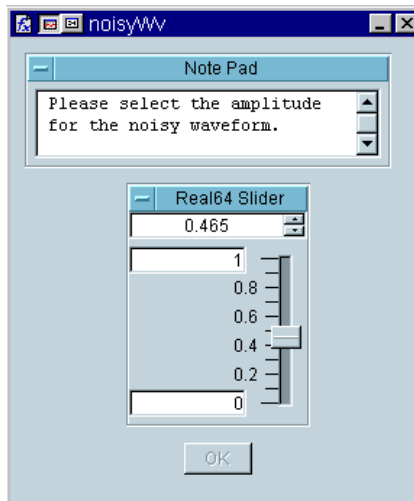 noisyWv
Note Pad
Please select the amplitude
for the noisy waveform.
Real64 Slider
0.465
1
0.8
0.6
0.4
0.2
0
OK